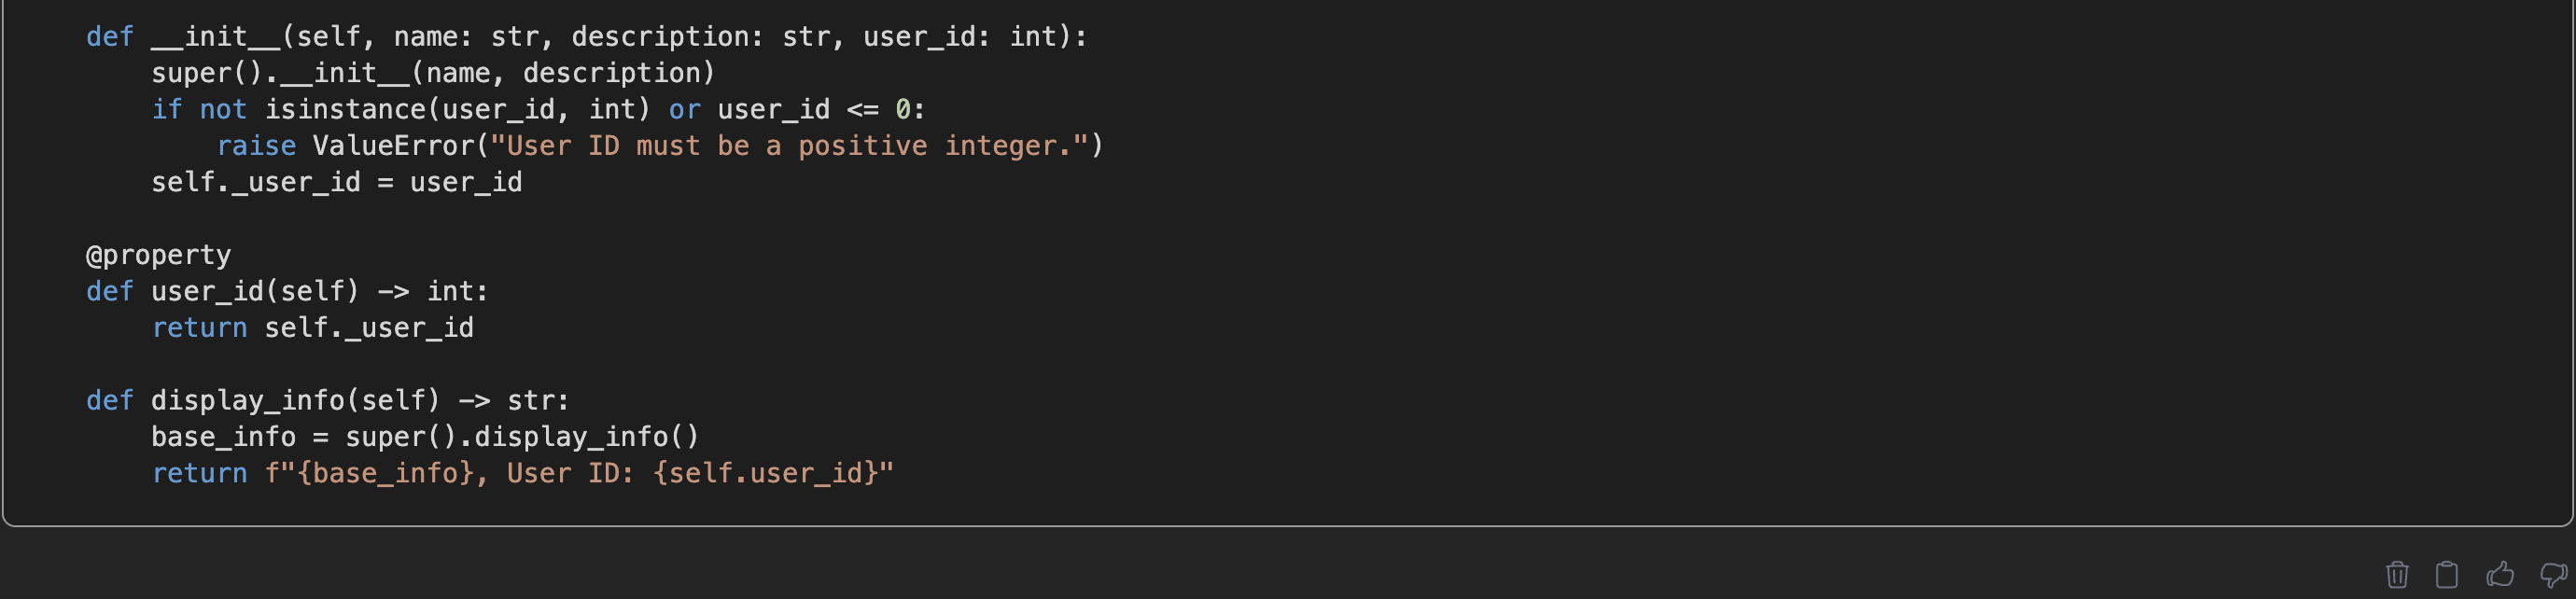 def __init__(self, name: str, description: str, user_id: int):
    super().__init__(name, description)
    if not isinstance(user_id, int) or user_id <= 0:
        raise ValueError("User ID must be a positive integer.")
    self._user_id = user_id

@property
def user_id(self) -> int:
    return self._user_id

def display_info(self) -> str:
    base_info = super().display_info()
    return f"{base_info}, User ID: {self.user_id}"